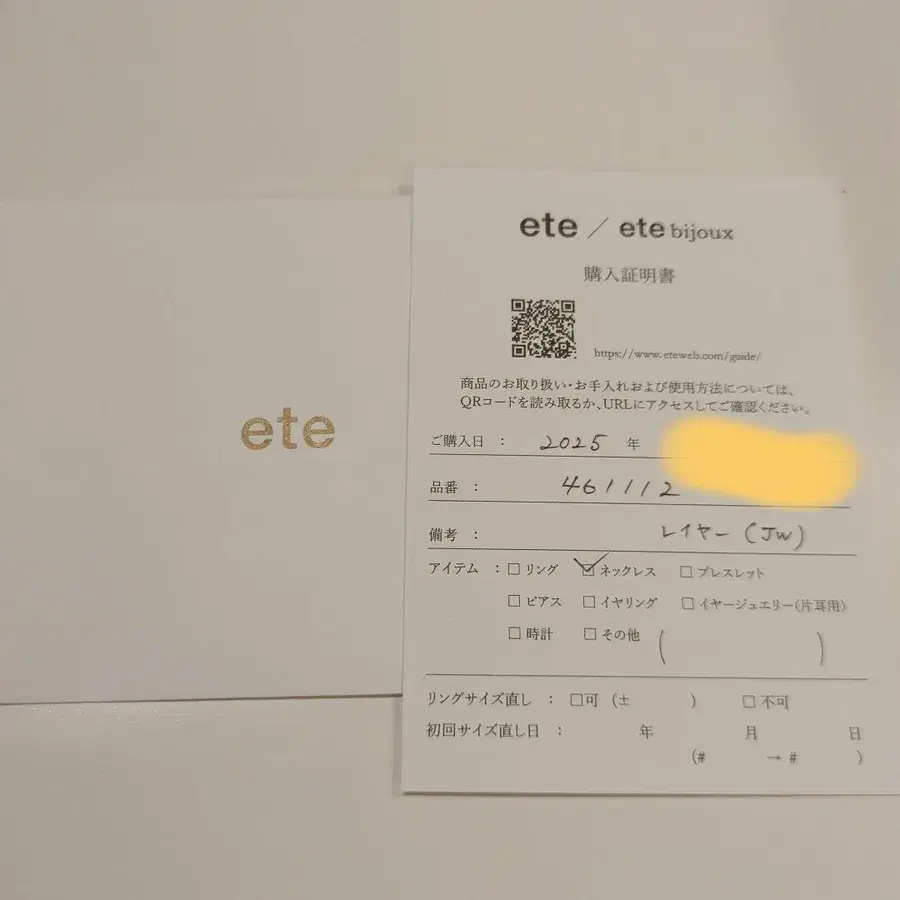 ete
ete / ete bijoux
購入証明書
https://www.eteweb.com/guide/
商品のお取り扱い・お手入れおよび使用方法については、
QRコードを読み取るか、URLにアクセスしてご確認ください。
ご購入日 : 2025 年
品番 : 461112
備考 : レイヤー(JW)
アイテム : □リング ☑ネックレス □ブレスレット
□ピアス □イヤリング □イヤージュエリー(片耳用)
□時計 □その他 ( )
リングサイズ直し : □可 (± ) □不可
初回サイズ直し日 : 年 月 日
(# → # )